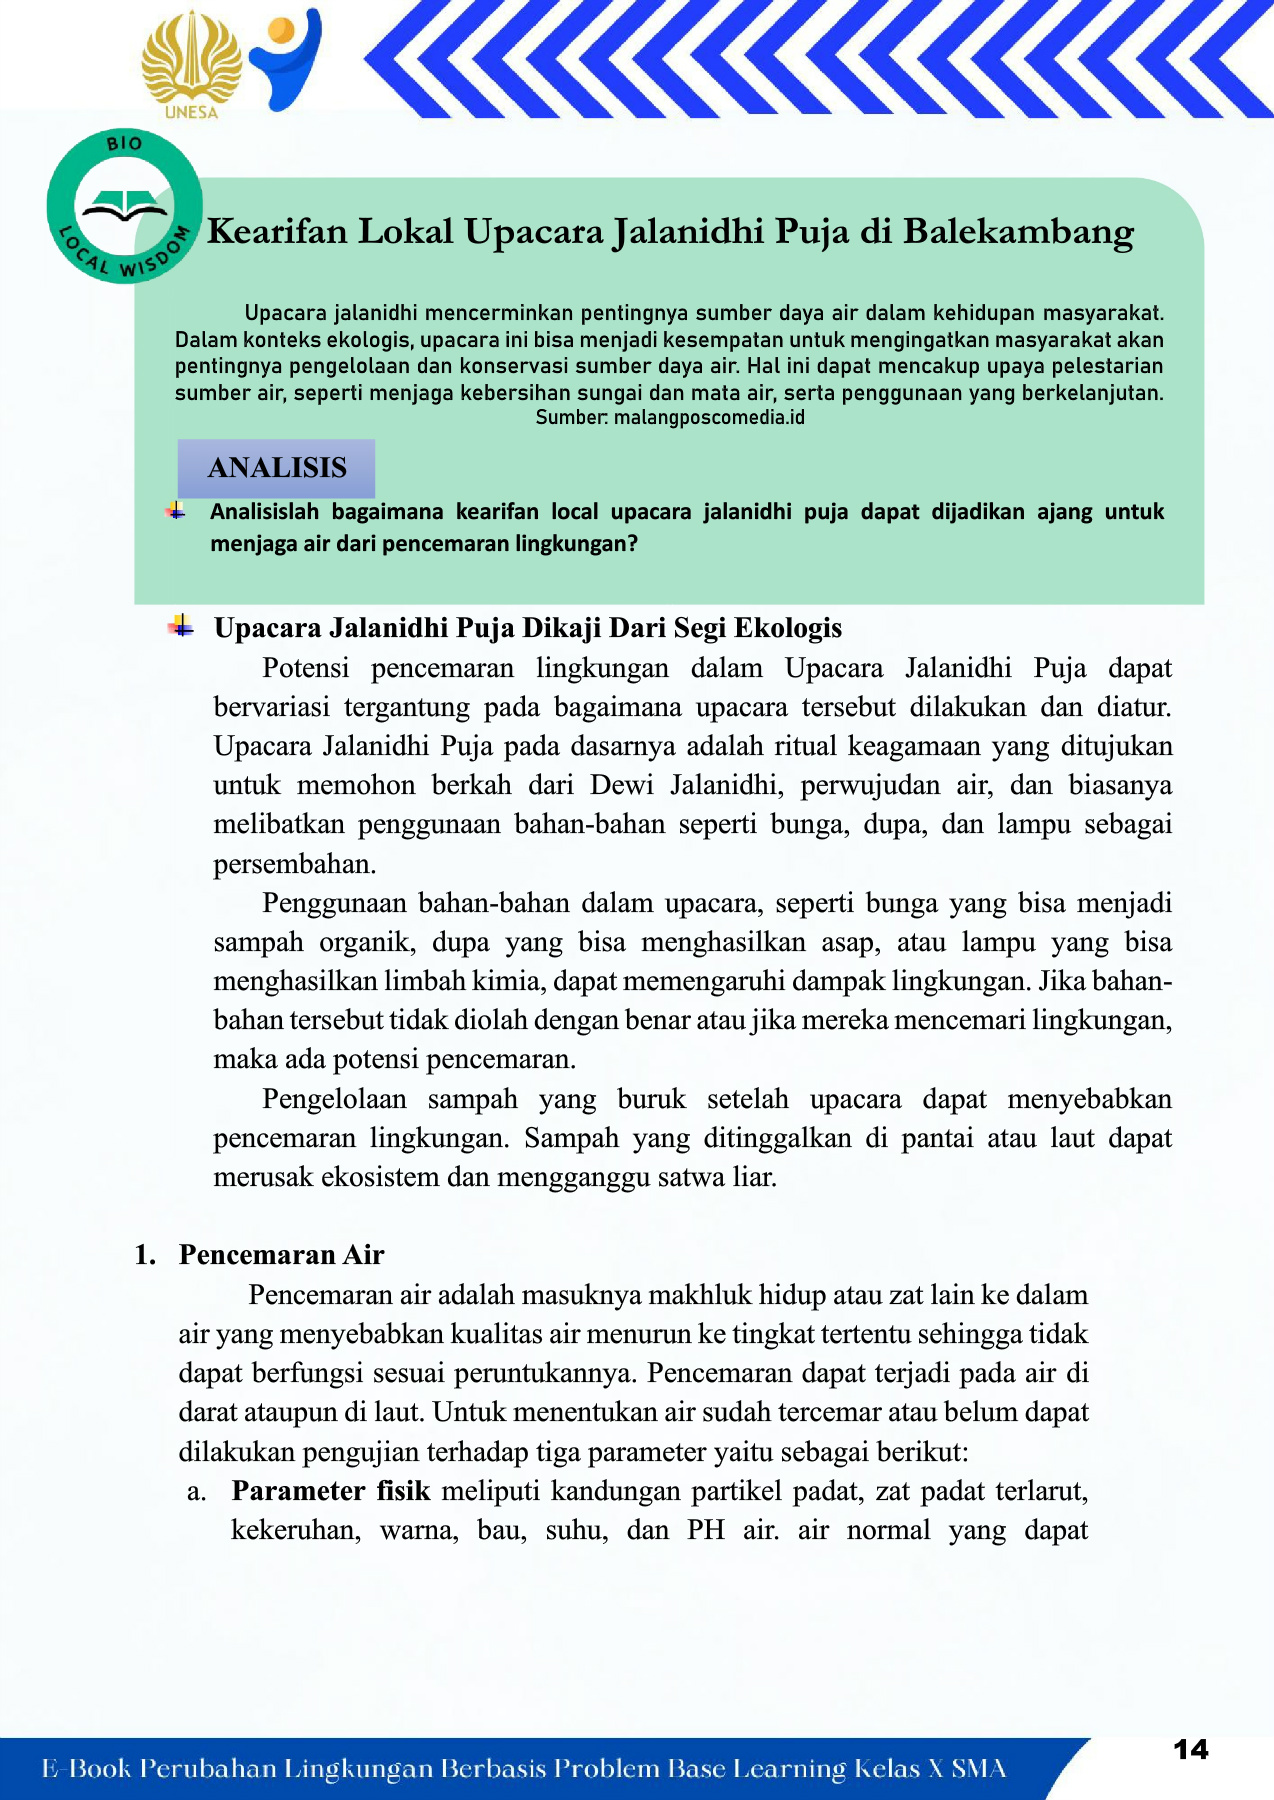 UNESA
BIO
LOCAL WISDOM
Kearifan Lokal Upacara Jalanidhi Puja di Balekambang
Upacara jalanidhi mencerminkan pentingnya sumber daya air dalam kehidupan masyarakat.
Dalam konteks ekologis, upacara ini bisa menjadi kesempatan untuk mengingatkan masyarakat akan
pentingnya pengelolaan dan konservasi sumber daya air. Hal ini dapat mencakup upaya pelestarian
sumber air, seperti menjaga kebersihan sungai dan mata air, serta penggunaan yang berkelanjutan.
Sumber: malangposcomedia.id
ANALISIS
Analisislah bagaimana kearifan local upacara jalanidhi puja dapat dijadikan ajang untuk
menjaga air dari pencemaran lingkungan?
Upacara Jalanidhi Puja Dikaji Dari Segi Ekologis
Potensi pencemaran lingkungan dalam Upacara Jalanidhi Puja dapat
bervariasi tergantung pada bagaimana upacara tersebut dilakukan dan diatur.
Upacara Jalanidhi Puja pada dasarnya adalah ritual keagamaan yang ditujukan
untuk memohon berkah dari Dewi Jalanidhi, perwujudan air, dan biasanya
melibatkan penggunaan bahan-bahan seperti bunga, dupa, dan lampu sebagai
persembahan.
Penggunaan bahan-bahan dalam upacara, seperti bunga yang bisa menjadi
sampah organik, dupa yang bisa menghasilkan asap, atau lampu yang bisa
menghasilkan limbah kimia, dapat memengaruhi dampak lingkungan. Jika bahan-
bahan tersebut tidak diolah dengan benar atau jika mereka mencemari lingkungan,
maka ada potensi pencemaran.
Pengelolaan sampah yang buruk setelah upacara dapat menyebabkan
pencemaran lingkungan. Sampah yang ditinggalkan di pantai atau laut dapat
merusak ekosistem dan mengganggu satwa liar.
1. Pencemaran Air
Pencemaran air adalah masuknya makhluk hidup atau zat lain ke dalam
air yang menyebabkan kualitas air menurun ke tingkat tertentu sehingga tidak
dapat berfungsi sesuai peruntukannya. Pencemaran dapat terjadi pada air di
darat ataupun di laut. Untuk menentukan air sudah tercemar atau belum dapat
dilakukan pengujian terhadap tiga parameter yaitu sebagai berikut:
a. Parameter fisik meliputi kandungan partikel padat, zat padat terlarut,
kekeruhan, warna, bau, suhu, dan PH air. air normal yang dapat
14
E-Book Perubahan Lingkungan Berbasis Problem Base Learning Kelas X SMA